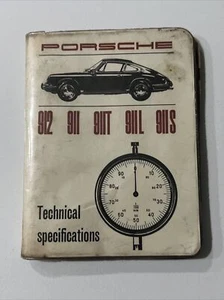 PORSCHE
912 911 911T 911L 911S
Technical
specifications